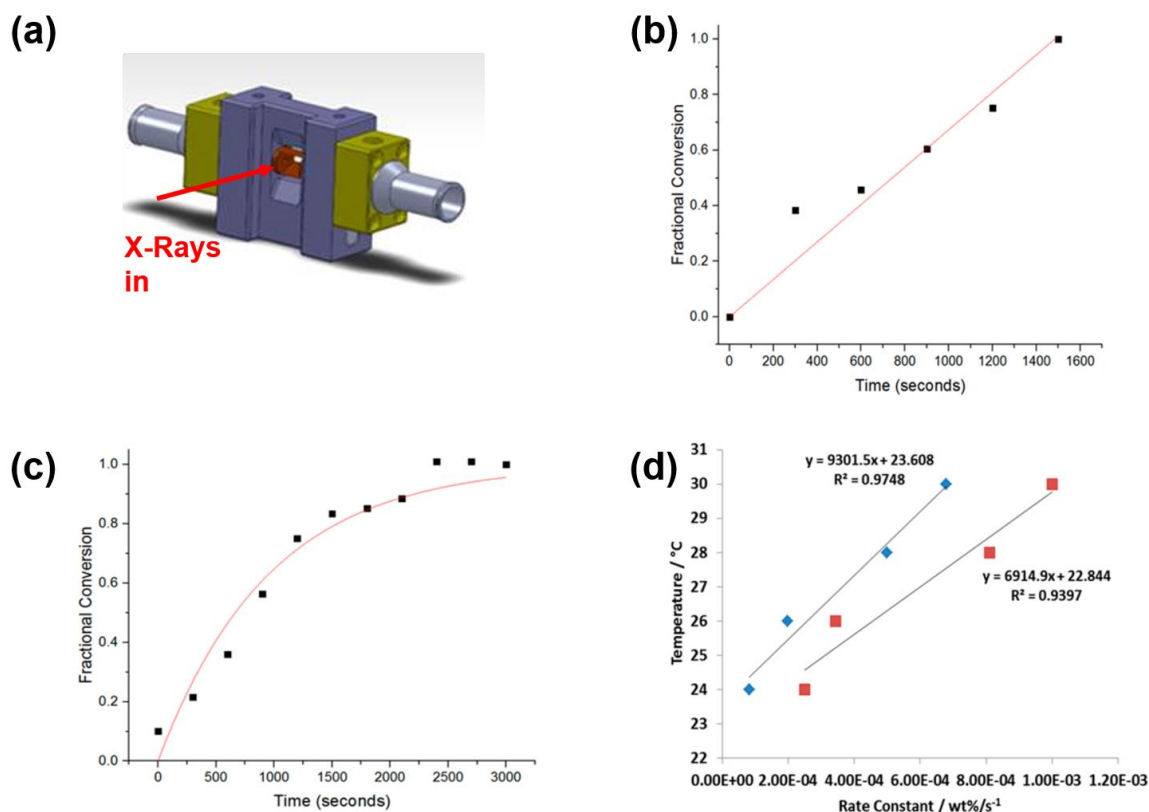 (a)
X-Rays
in
(b)
Fractional Conversion
1.0
0.8
0.6
0.4
0.2
0.0
0 200 400 600 800 1000 1200 1400 1600
Time (seconds)
(c)
Fractional Conversion
1.0
0.8
0.6
0.4
0.2
0.0
0 500 1000 1500 2000 2500 3000
Time (seconds)
(d)
Temperature / °C
31
30
29
28
27
26
25
24
23
22
y = 9301.5x + 23.608
R² = 0.9748
y = 6914.9x + 22.844
R² = 0.9397
0.00E+00 2.00E-04 4.00E-04 6.00E-04 8.00E-04 1.00E-03 1.20E-03
Rate Constant / wt%/s⁻¹